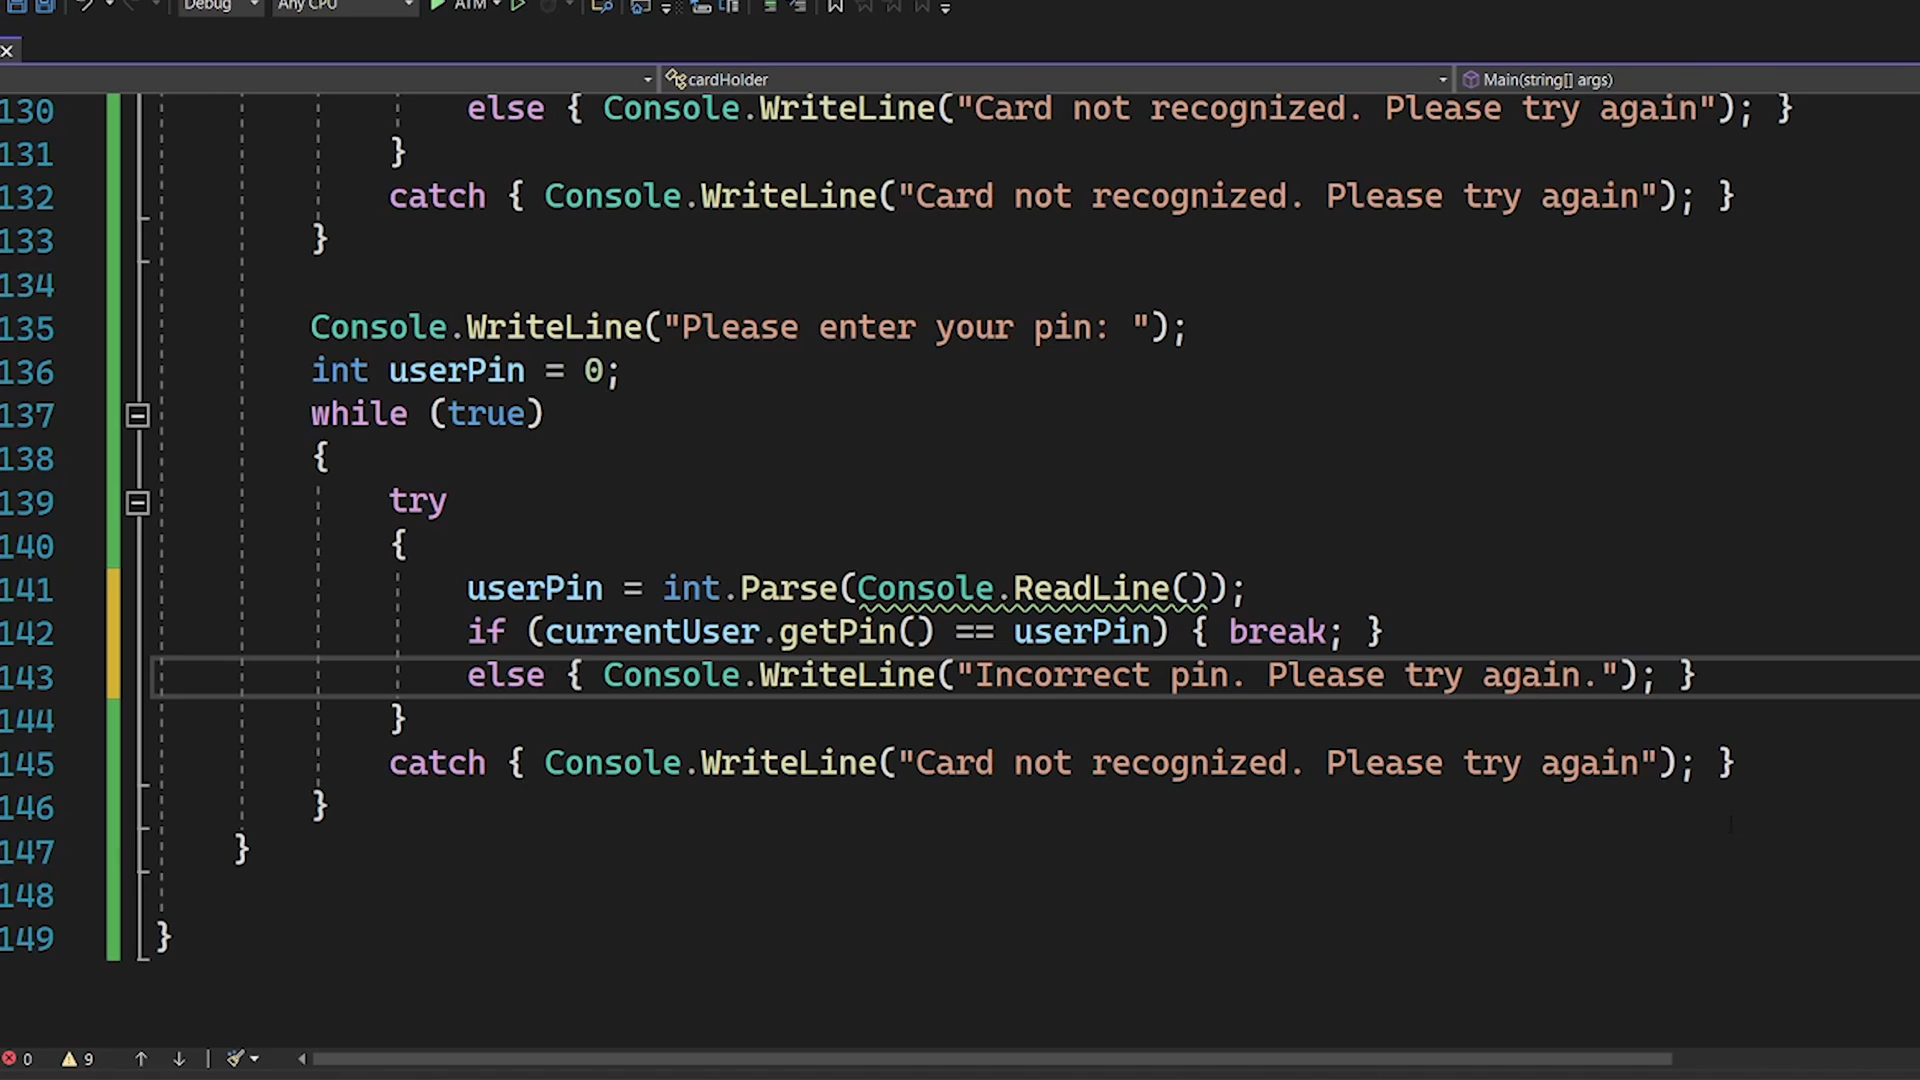 Debug Any CPU ATM
cardHolder Main(string[] args)
130 else { Console.WriteLine("Card not recognized. Please try again"); }
131 }
132 catch { Console.WriteLine("Card not recognized. Please try again"); }
133 }
134
135 Console.WriteLine("Please enter your pin: ");
136 int userPin = 0;
137 while (true)
138 {
139 try
140 {
141 userPin = int.Parse(Console.ReadLine());
142 if (currentUser.getPin() == userPin) { break; }
143 else { Console.WriteLine("Incorrect pin. Please try again."); }
144 }
145 catch { Console.WriteLine("Card not recognized. Please try again"); }
146 }
147 }
148
149 }
0 9